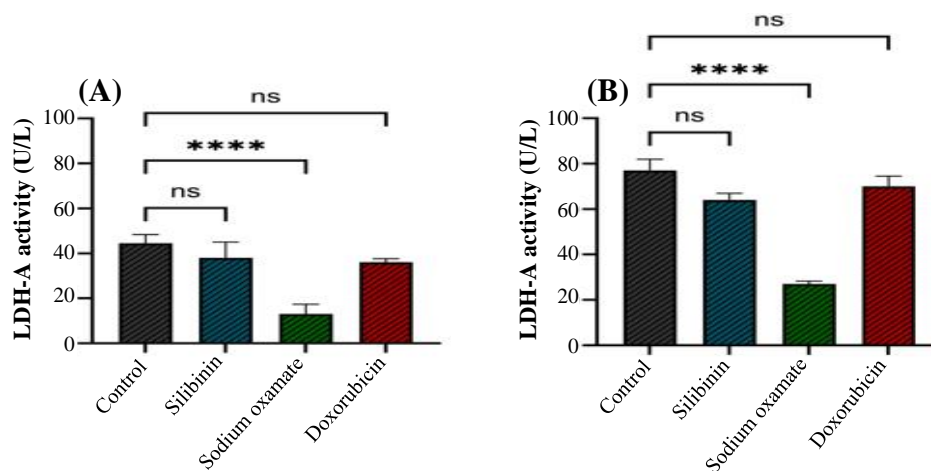 (A)
ns
****
ns
LDH-A activity (U/L)
100
80
60
40
20
0
Control
Silibinin
Sodium oxamate
Doxorubicin
(B)
ns
****
ns
LDH-A activity (U/L)
100
80
60
40
20
0
Control
Silibinin
Sodium oxamate
Doxorubicin